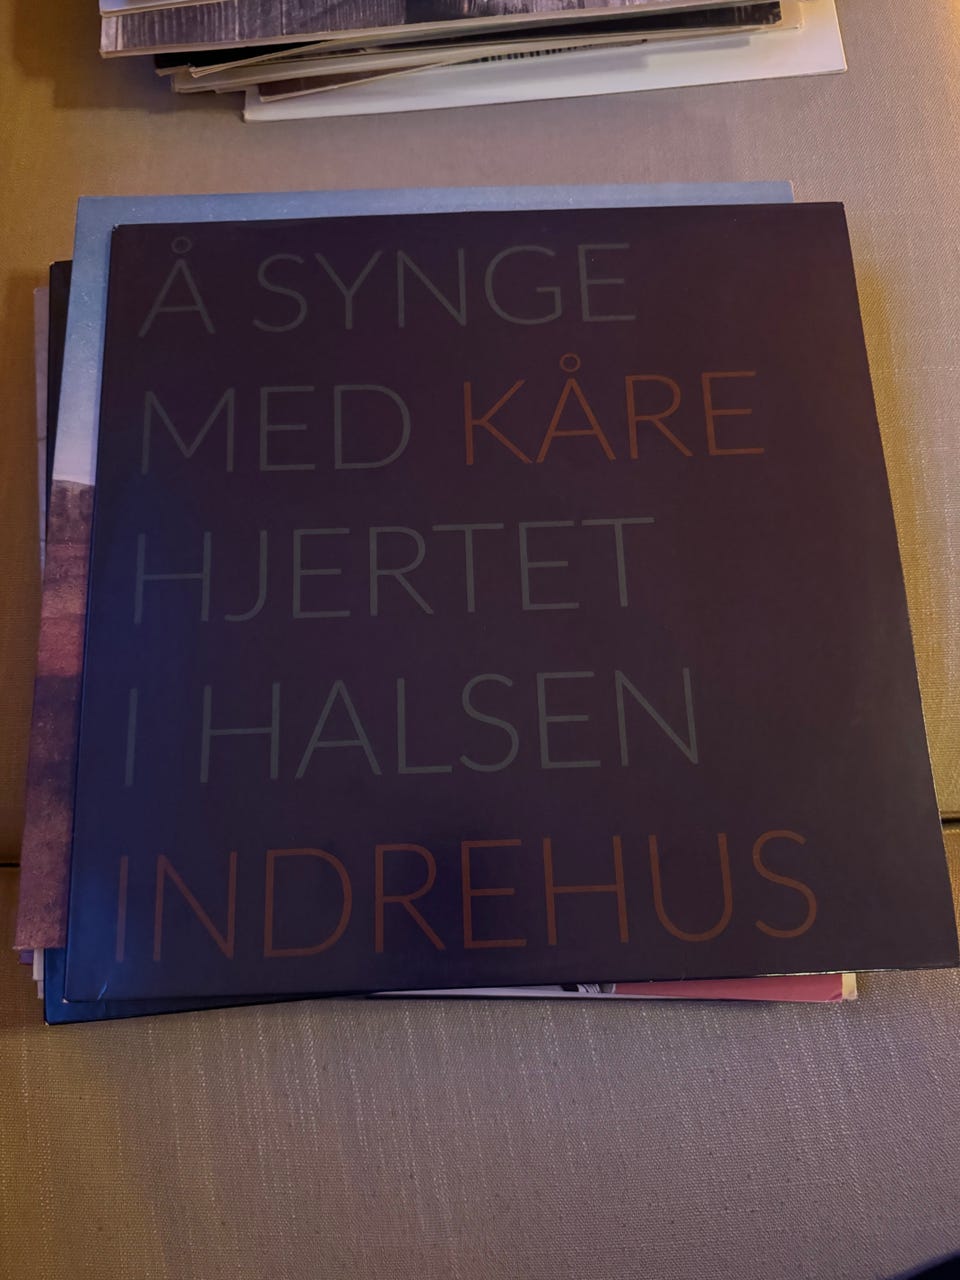 Å SYNGE
MED KÅRE
HJERTET
I HALSEN
INDREHUS